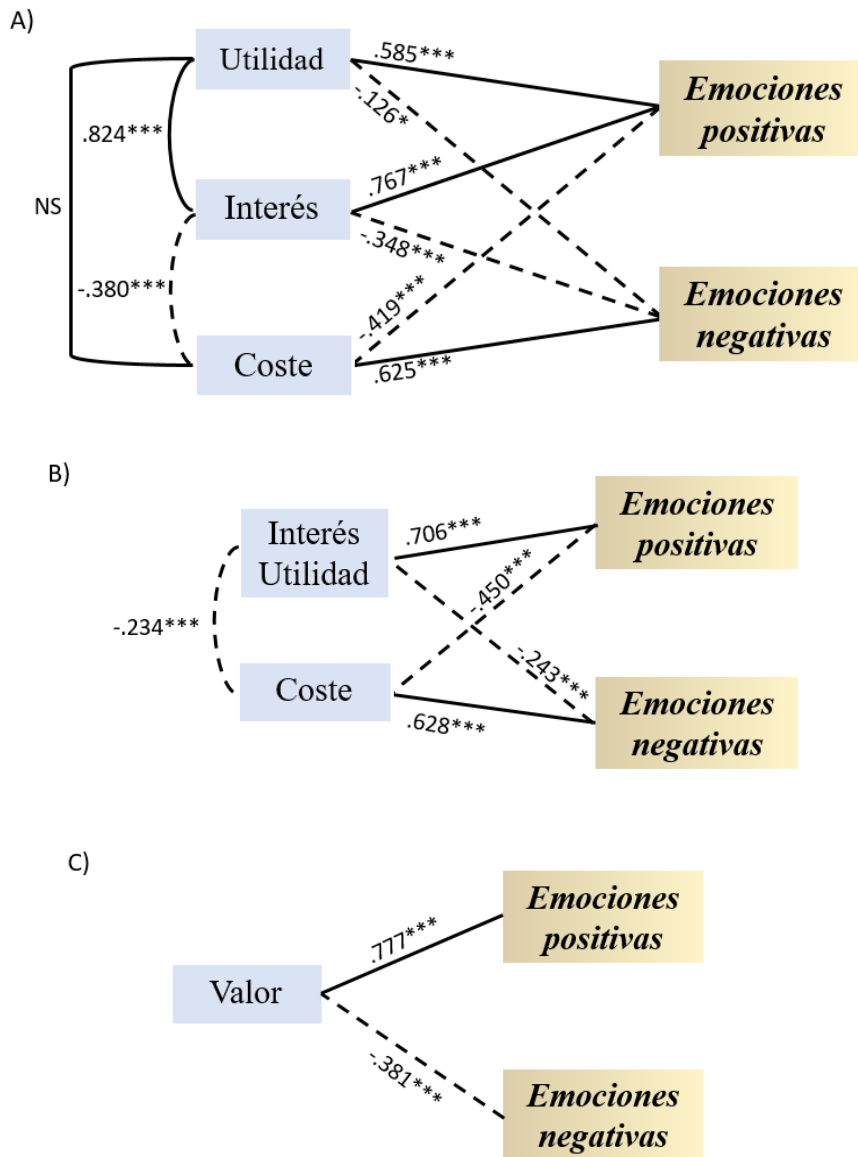 A)
Utilidad
.585***
Emociones
positivas
-.126*
.824***
.767***
NS
Interés
-.348***
-.380***
-.419***
Emociones
negativas
Coste
.625***
B)
Interés
Utilidad
.706***
Emociones
positivas
-.450***
-.234***
-.243***
Coste
.628***
Emociones
negativas
C)
Emociones
positivas
.777***
Valor
-.381***
Emociones
negativas